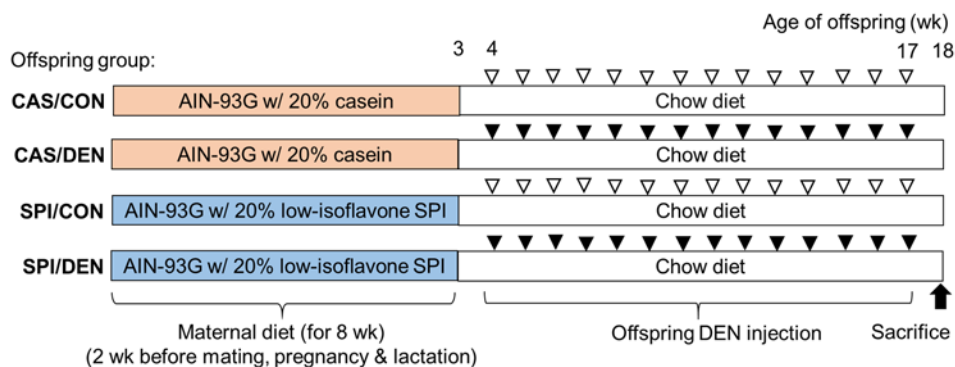 Age of offspring (wk)
3 4 17 18
Offspring group:
CAS/CON AIN-93G w/ 20% casein Chow diet
CAS/DEN AIN-93G w/ 20% casein Chow diet
SPI/CON AIN-93G w/ 20% low-isoflavone SPI Chow diet
SPI/DEN AIN-93G w/ 20% low-isoflavone SPI Chow diet
Maternal diet (for 8 wk) Offspring DEN injection Sacrifice
(2 wk before mating, pregnancy & lactation)